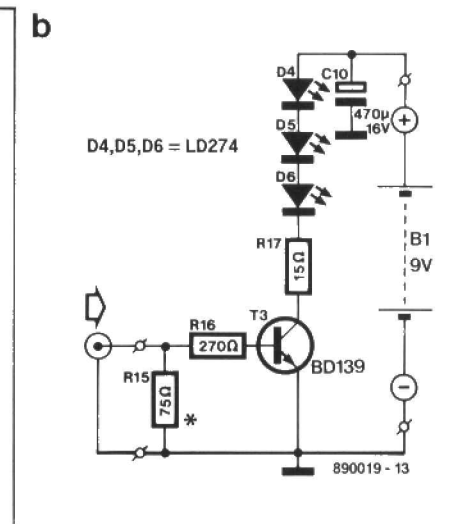 b
D4
C10
470µ
16V
+
D5
D4,D5,D6 = LD274
D6
R17
15Ω
B1
9V
T3
R16
270Ω
BD139
R15
75Ω
*
−
890019 - 13